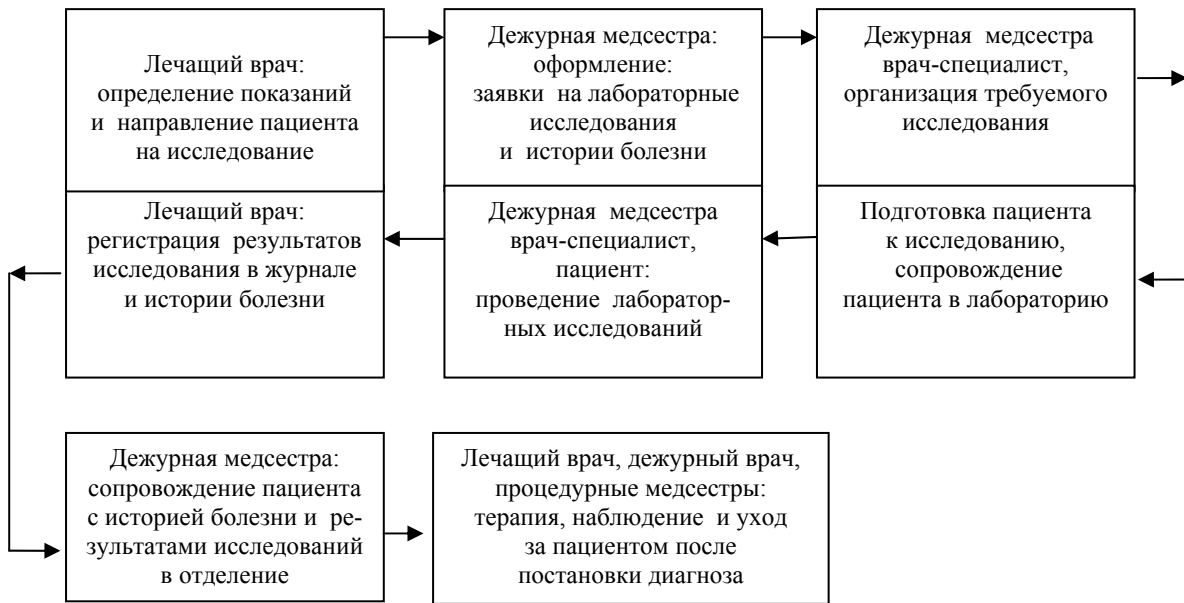 Лечащий врач:
определение показаний
и направление пациента
на исследование
Дежурная медсестра:
оформление:
заявки на лабораторные
исследования
и истории болезни
Дежурная медсестра
врач-специалист,
организация требуемого
исследования
Подготовка пациента
к исследованию,
сопровождение
пациента в лабораторию
Дежурная медсестра
врач-специалист,
пациент:
проведение лаборатор-
ных исследований
Лечащий врач:
регистрация результатов
исследования в журнале
и истории болезни
Дежурная медсестра:
сопровождение пациента
с историей болезни и ре-
зультатами исследований
в отделение
Лечащий врач, дежурный врач,
процедурные медсестры:
терапия, наблюдение и уход
за пациентом после
постановки диагноза